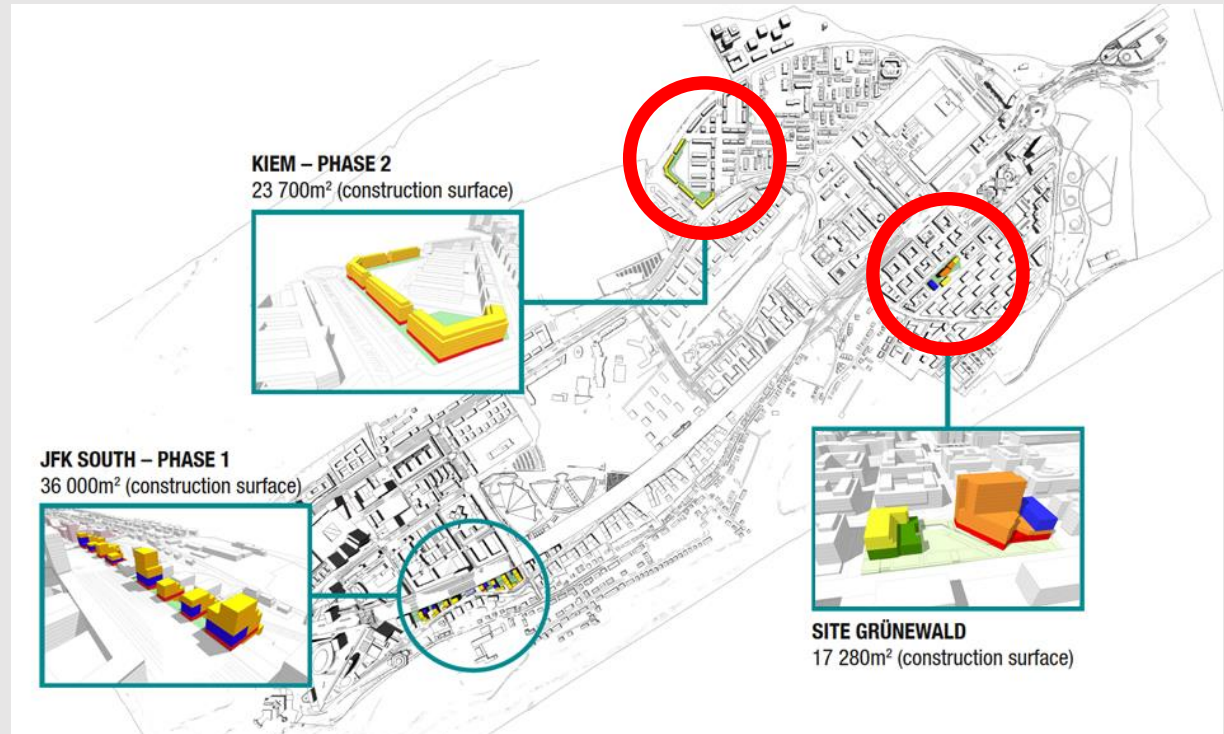 KIEM – PHASE 2
23 700m² (construction surface)
JFK SOUTH – PHASE 1
36 000m² (construction surface)
SITE GRÜNEWALD
17 280m² (construction surface)